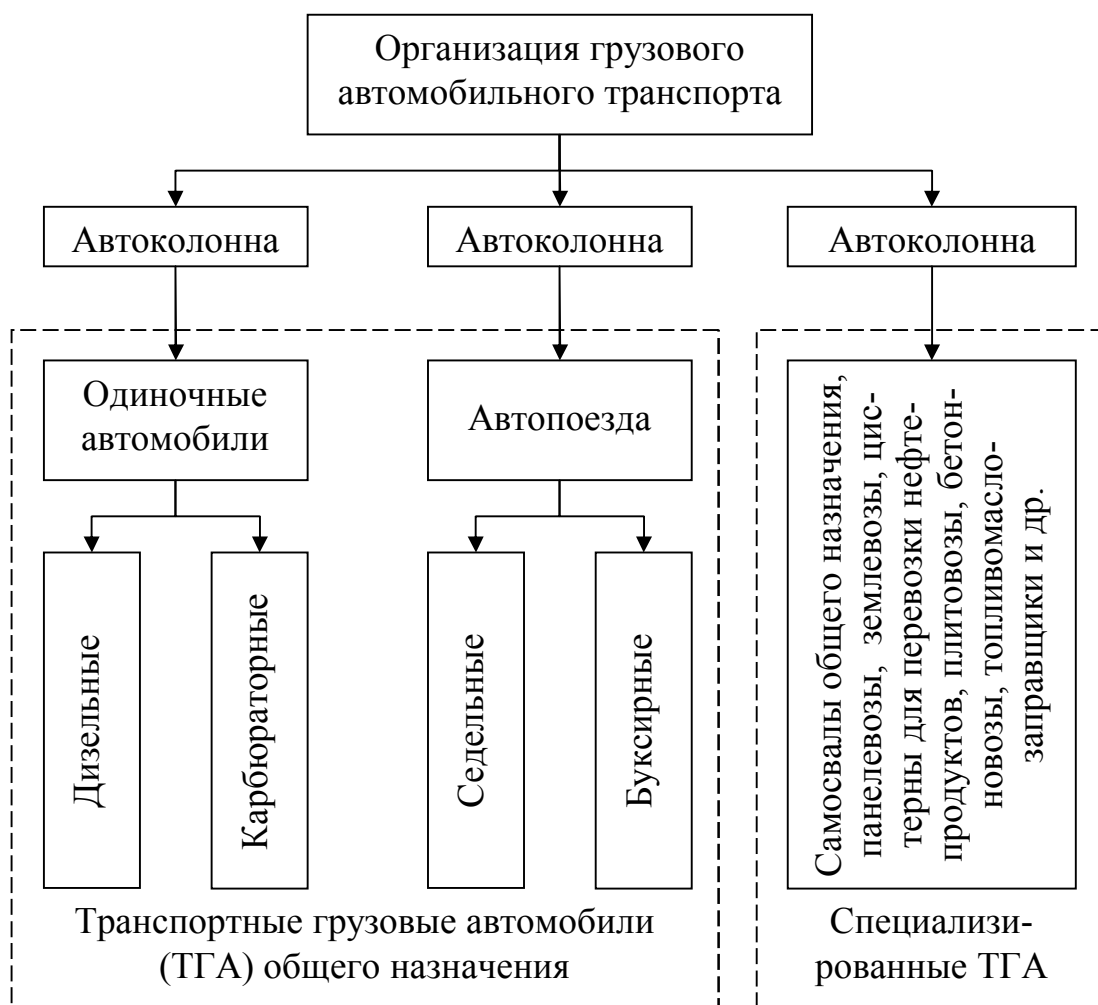 Организация грузового
автомобильного транспорта
Автоколонна
Автоколонна
Автоколонна
Одиночные
автомобили
Автопоезда
Дизельные
Карбюраторные
Седельные
Буксирные
Самосвалы общего назначения,
панелевозы, землевозы, цис-
терны для перевозки нефте-
продуктов, плитовозы, бетон-
новозы, топливомасло-
заправщики и др.
Транспортные грузовые автомобили
(ТГА) общего назначения
Специализи-
рованные ТГА